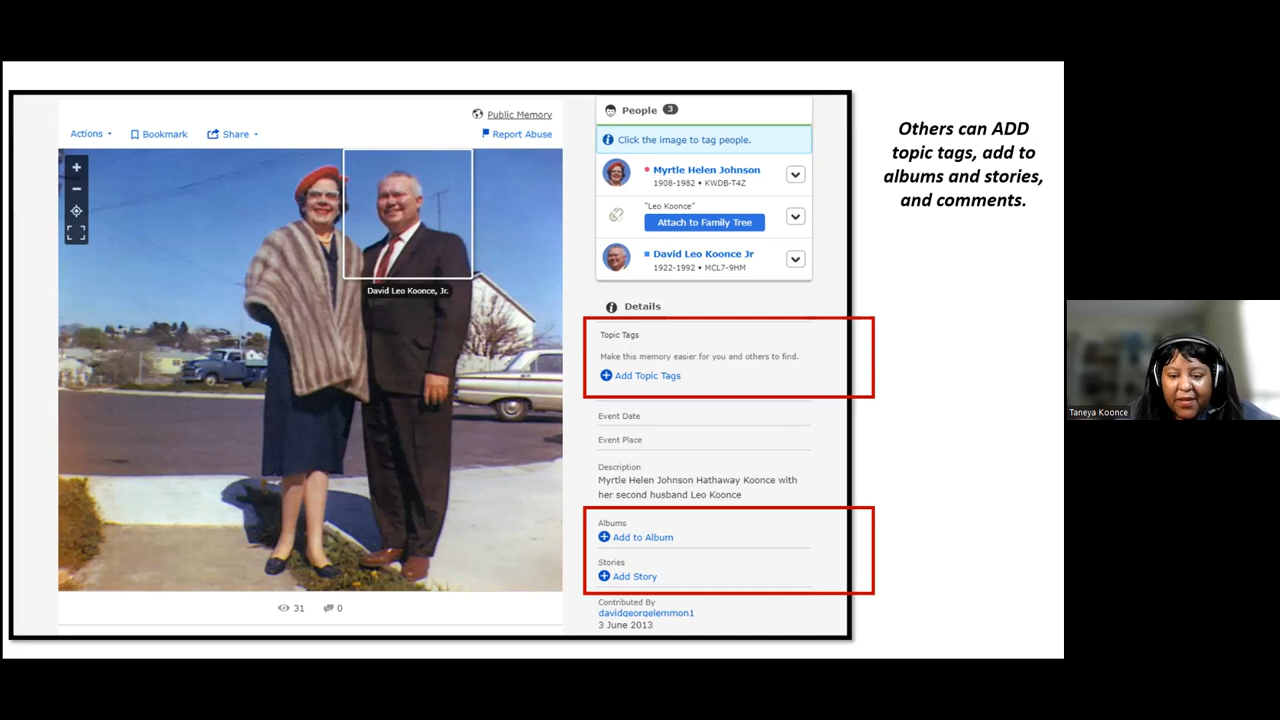 Public Memory
Actions
Bookmark
Share
Report Abuse
David Leo Koonce, Jr.
31
0
People 3
Click the image to tag people.
Myrtle Helen Johnson
1908-1982 • KWDB-T4Z
"Leo Koonce"
Attach to Family Tree
David Leo Koonce Jr
1922-1992 • MCL7-9HM
Details
Topic Tags
Make this memory easier for you and others to find.
Add Topic Tags
Event Date
Event Place
Description
Myrtle Helen Johnson Hathaway Koonce with
her second husband Leo Koonce
Albums
Add to Album
Stories
Add Story
Contributed By
davidgeorgelemmon1
3 June 2013
Others can ADD
topic tags, add to
albums and stories,
and comments.
Taneya Koonce